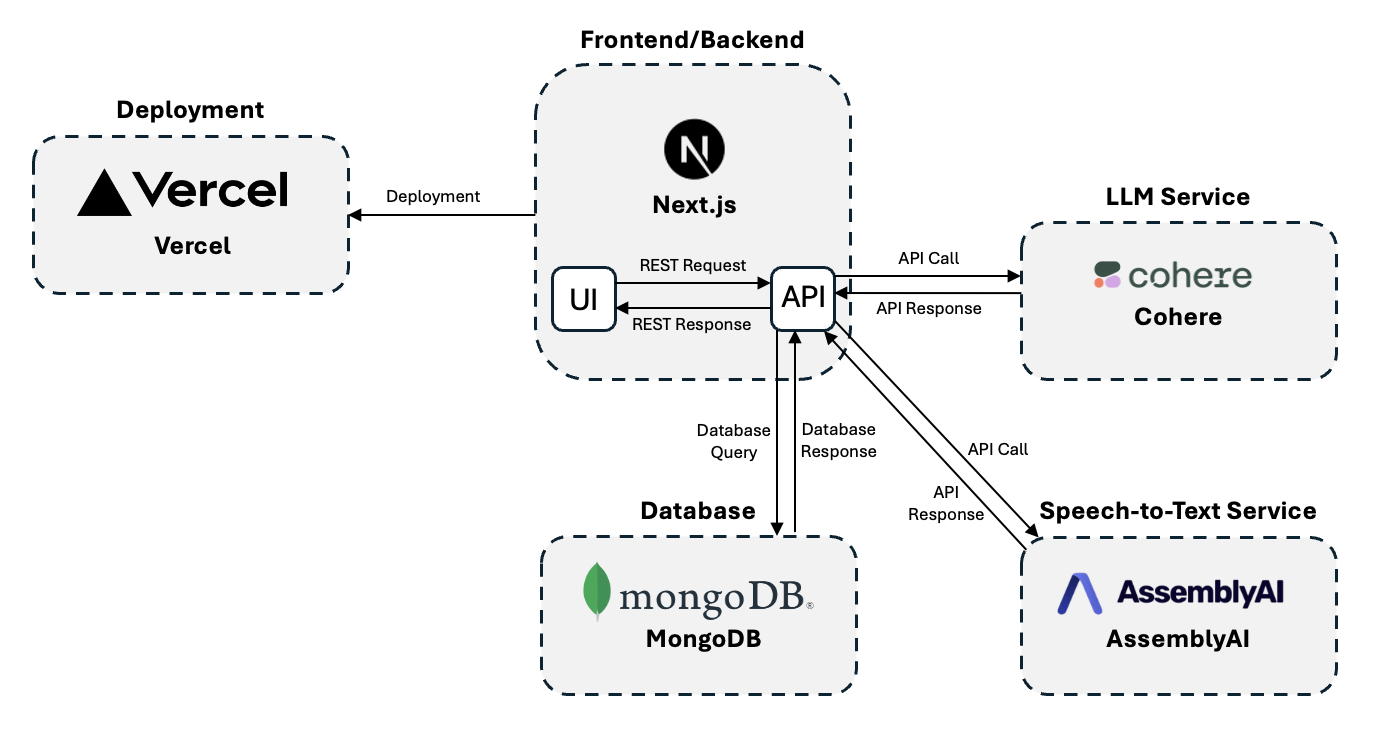 Frontend/Backend
Deployment
Vercel
Vercel
Deployment
N
Next.js
UI
REST Request
REST Response
API
API Call
API Response
LLM Service
cohere
Cohere
Database
Query
Database
Response
API Call
API
Response
Database
mongoDB®
MongoDB
Speech-to-Text Service
AssemblyAI
AssemblyAI